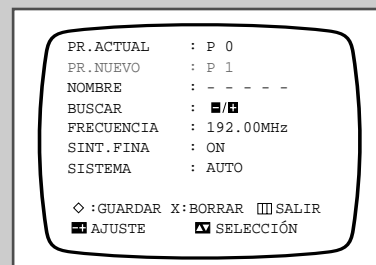 PR.ACTUAL : P 0
PR.NUEVO : P 1
NOMBRE : - - - - -
BUSCAR : -/+
FRECUENCIA : 192.00MHz
SINT.FINA : ON
SISTEMA : AUTO
◇ :GUARDAR X:BORRAR SALIR
-+ AJUSTE ▲▼ SELECCIÓN